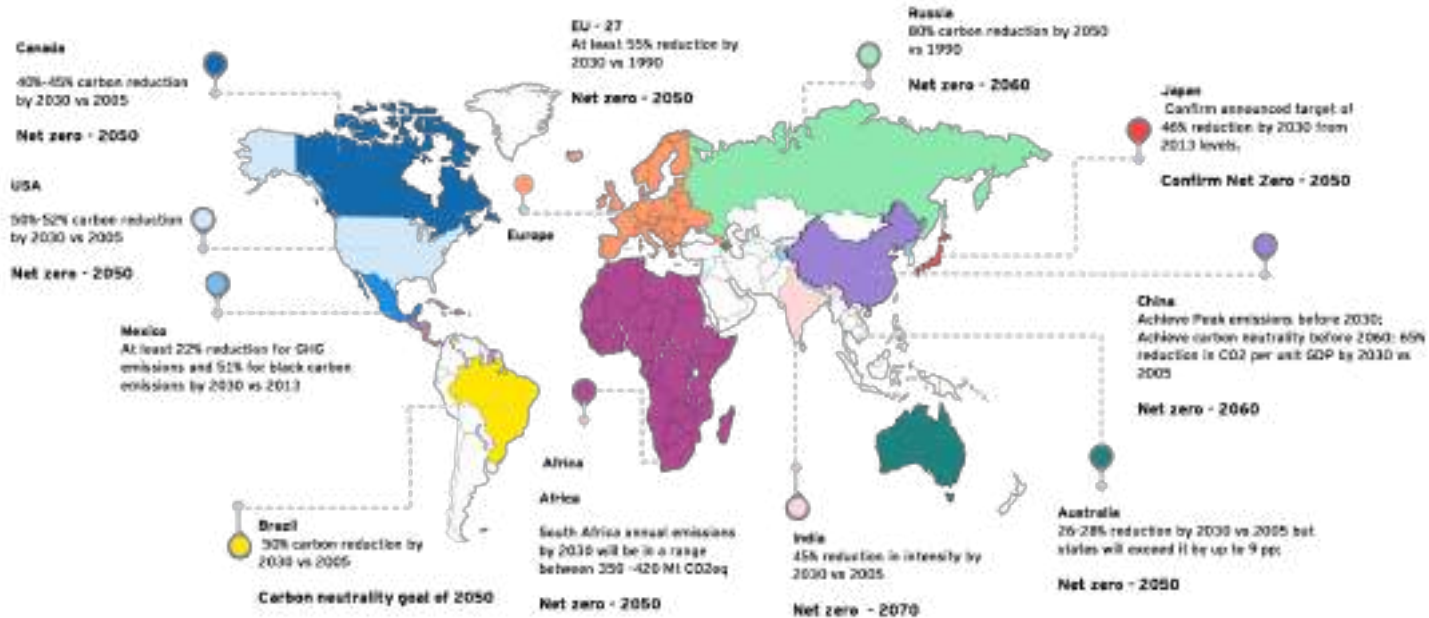 Canada
40%-45% carbon reduction
by 2030 vs 2005
Net zero - 2050
USA
50%-52% carbon reduction
by 2030 vs 2005
Net zero - 2050
Mexico
At least 22% reduction for GHG
emissions and 51% for black carbon
emissions by 2030 vs 2013
Brazil
50% carbon reduction by
2030 vs 2005
Carbon neutrality goal of 2050
EU - 27
At least 55% reduction by
2030 vs 1990
Net zero - 2050
Europe
Africa
Africa
South Africa annual emissions
by 2030 will be in a range
between 350 -420 Mt CO2eq
Net zero - 2050
Russia
80% carbon reduction by 2050
vs 1990
Net zero - 2060
Japan
Confirm announced target of
46% reduction by 2030 from
2013 levels.
Confirm Net Zero - 2050
China
Achieve Peak emissions before 2030;
Achieve carbon neutrality before 2060; 65%
reduction in CO2 per unit GDP by 2030 vs
2005
Net zero - 2060
India
45% reduction in intensity by
2030 vs 2005
Net zero - 2070
Australia
26-28% reduction by 2030 vs 2005 but
states will exceed it by up to 9 pp;
Net zero - 2050